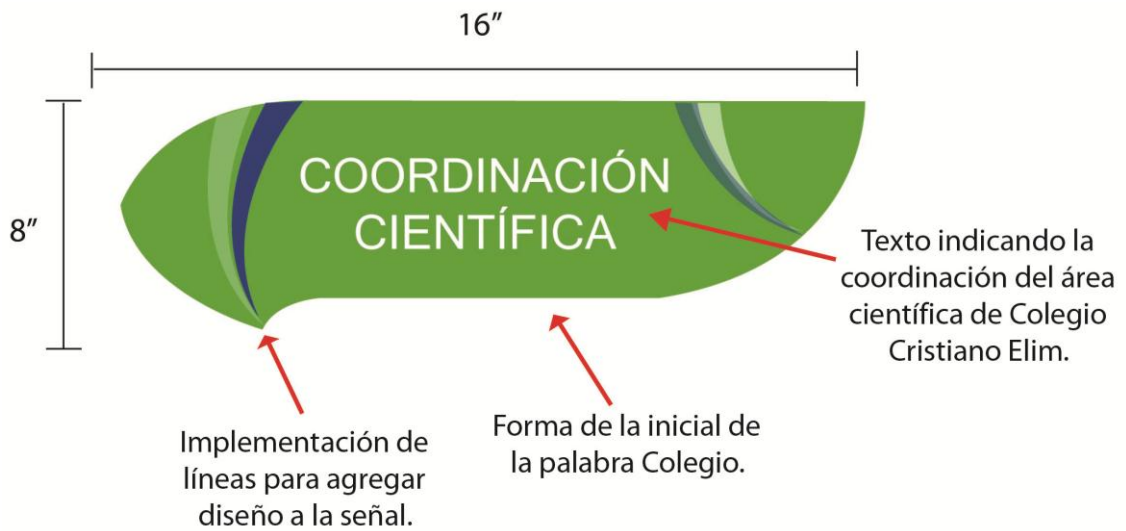 16”
8”
COORDINACIÓN
CIENTÍFICA
Texto indicando la
coordinación del área
científica de Colegio
Cristiano Elim.
Forma de la inicial de
la palabra Colegio.
Implementación de
líneas para agregar
diseño a la señal.